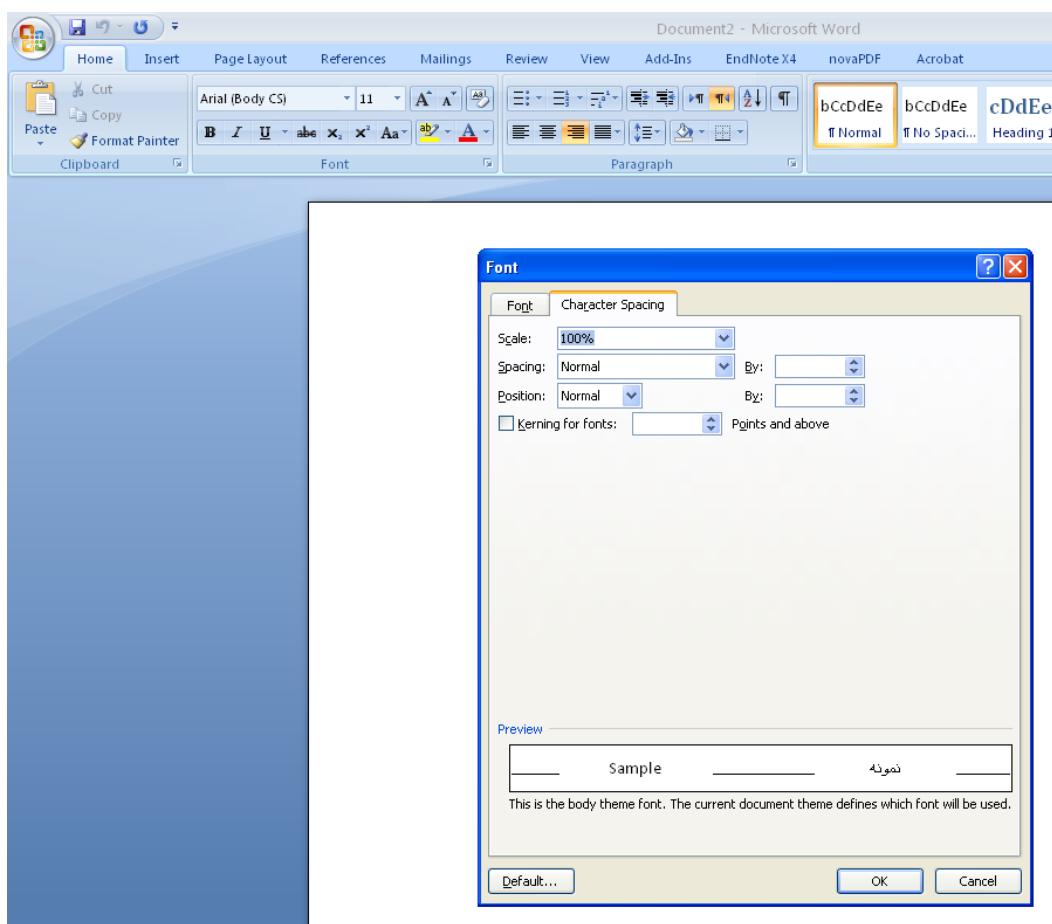 Document2 - Microsoft Word
Home Insert Page Layout References Mailings Review View Add-Ins EndNote X4 novaPDF Acrobat
Paste
Cut
Copy
Format Painter
Clipboard
Arial (Body CS) 11
Font
Paragraph
bCcDdEe bCcDdEe cDdEe
¶ Normal ¶ No Spaci... Heading 1
Font
Font Character Spacing
Scale: 100%
Spacing: Normal By:
Position: Normal By:
Kerning for fonts: Points and above
Preview
Sample نمونه
This is the body theme font. The current document theme defines which font will be used.
Default... OK Cancel